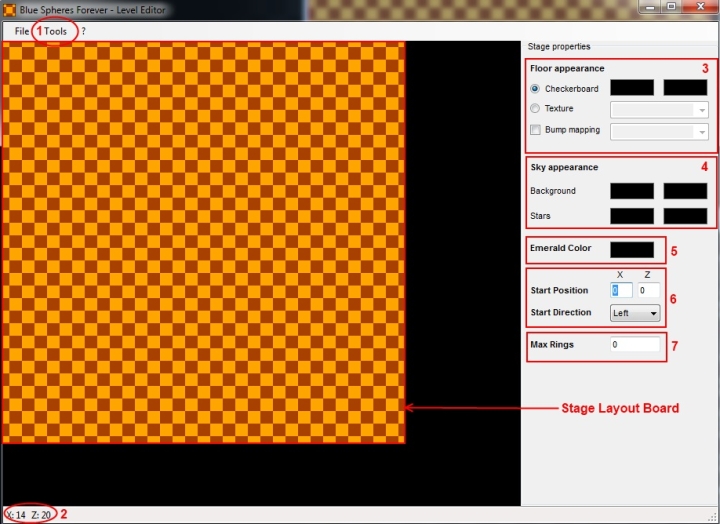 Blue Spheres Forever - Level Editor
File 1 Tools ?
Stage properties
Floor appearance 3
Checkerboard
Texture
Bump mapping
Sky appearance 4
Background
Stars
Emerald Color 5
X Z
Start Position 0 0
6
Start Direction Left
Max Rings 0 7
Stage Layout Board
X: 14 Z: 20 2